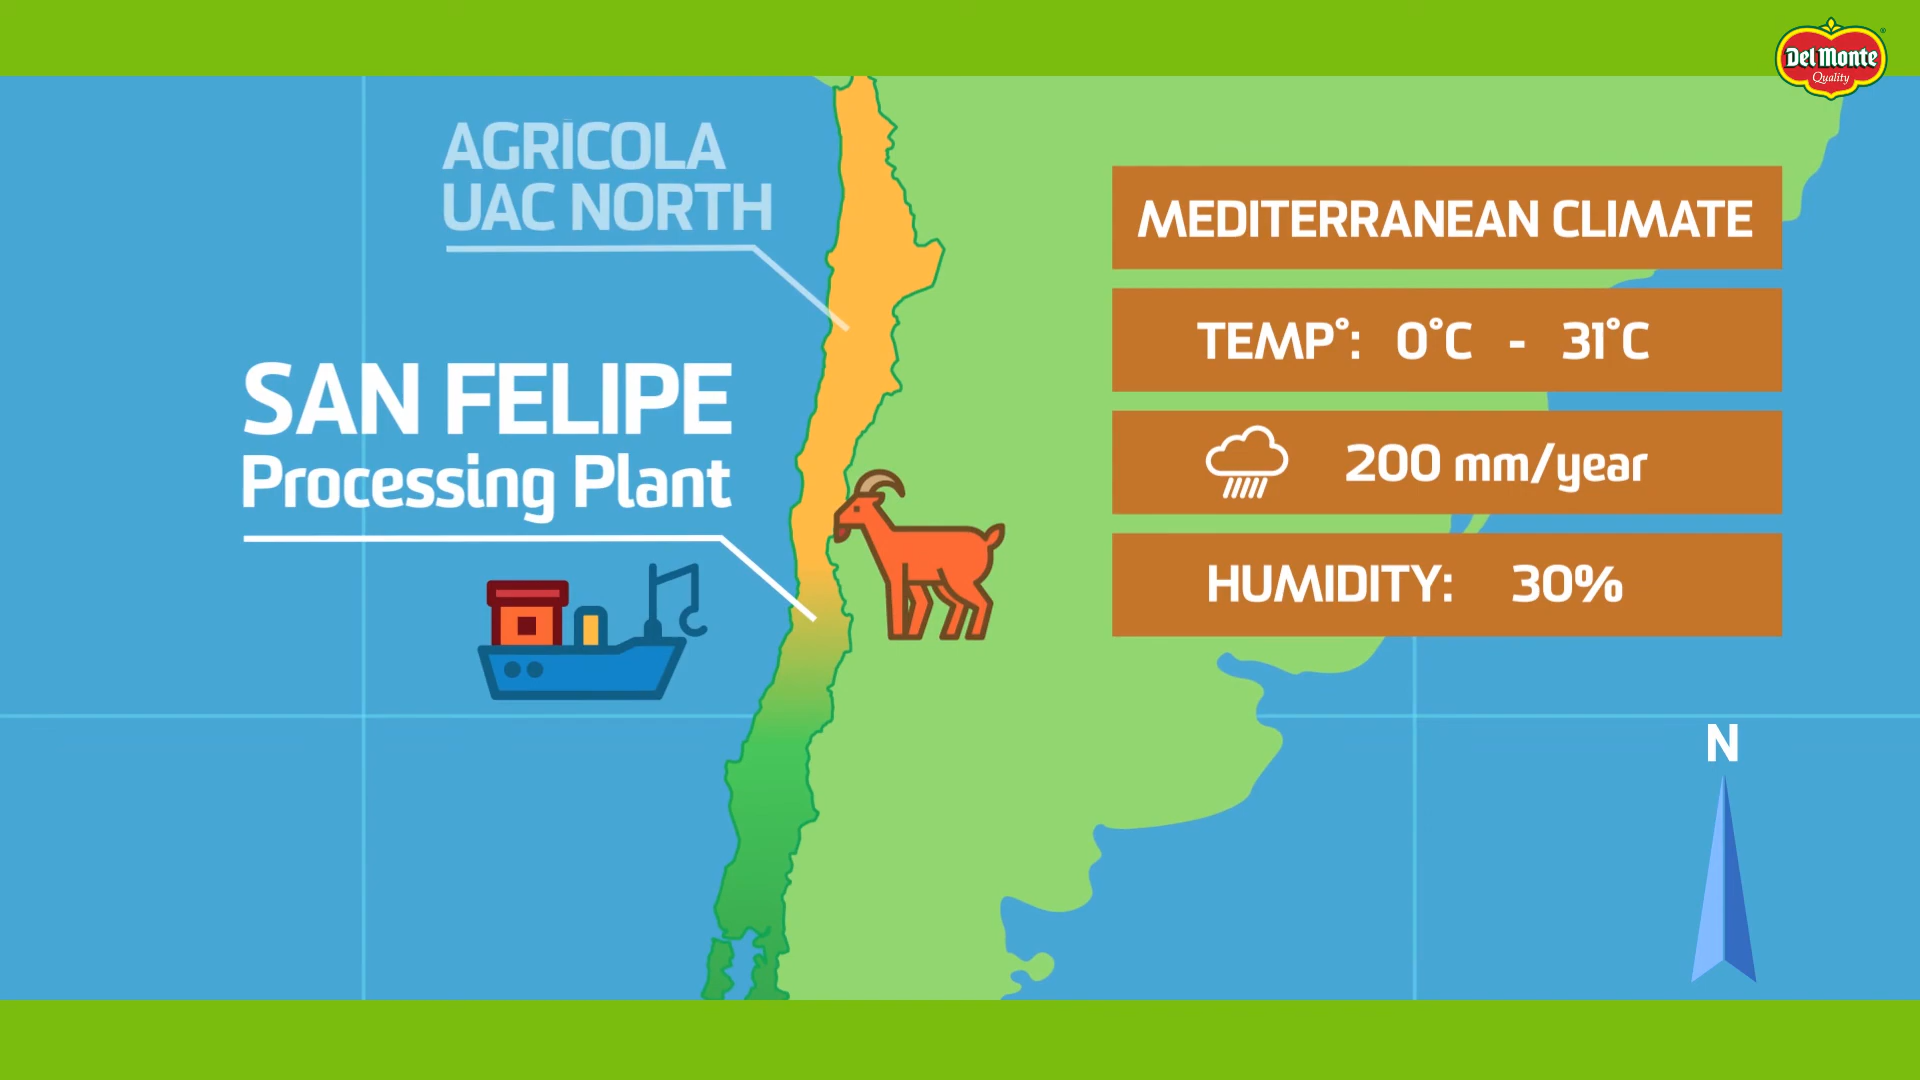 Del Monte
Quality
®
AGRICOLA
UAC NORTH
SAN FELIPE
Processing Plant
MEDITERRANEAN CLIMATE
TEMP°: 0°C - 31°C
200 mm/year
HUMIDITY: 30%
N